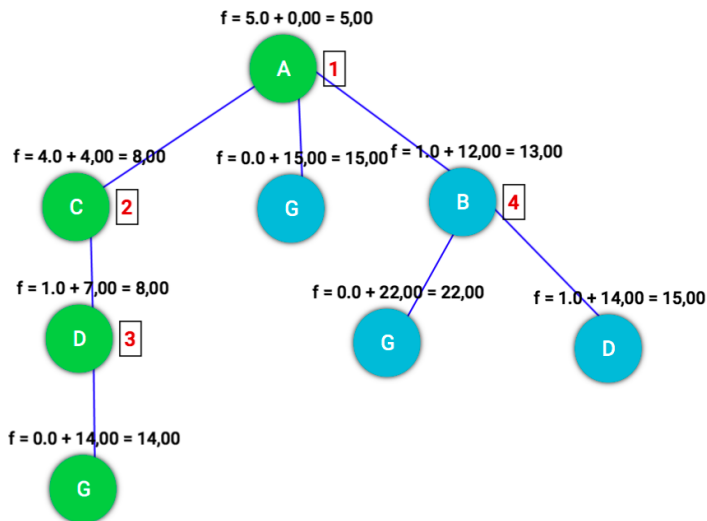 f = 5.0 + 0,00 = 5,00
A
1
f = 4.0 + 4,00 = 8,00
f = 0.0 + 15,00 = 15,00
f = 1.0 + 12,00 = 13,00
C
2
G
B
4
f = 1.0 + 7,00 = 8,00
f = 0.0 + 22,00 = 22,00
f = 1.0 + 14,00 = 15,00
D
3
G
D
f = 0.0 + 14,00 = 14,00
G